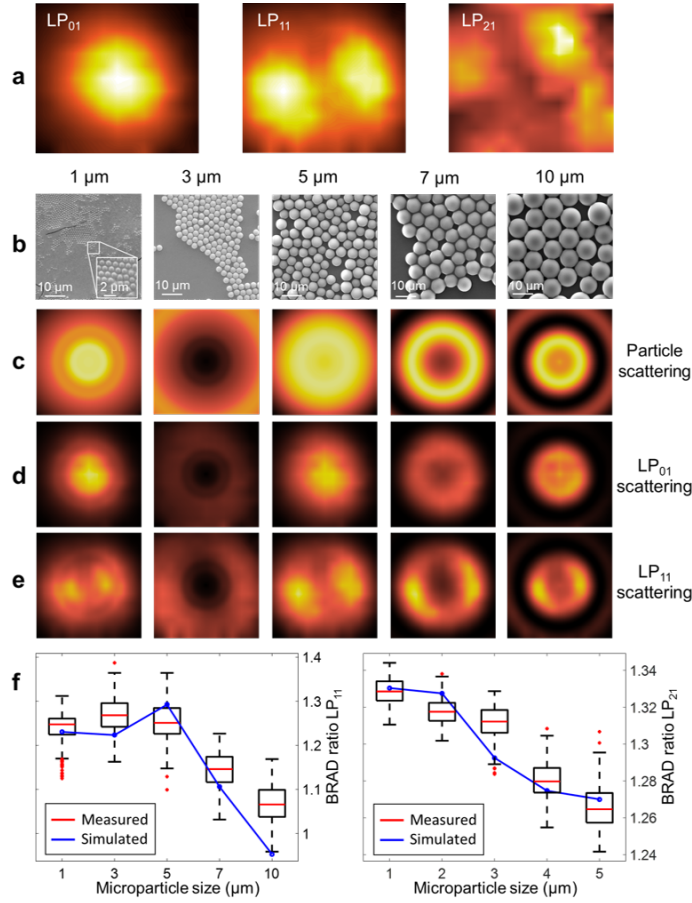 LP01 LP11 LP21
a
1 µm 3 µm 5 µm 7 µm 10 µm
b
10 µm 2 µm 10 µm 10 µm 10 µm 10 µm
c
Particle
scattering
d
LP01
scattering
e
LP11
scattering
f
1.4
1.3
1.2
1.1
1
BRAD ratio LP11
Measured
Simulated
1 3 5 7 10
Microparticle size (µm)
1.34
1.32
1.3
1.28
1.26
1.24
BRAD ratio LP21
Measured
Simulated
1 2 3 4 5
Microparticle size (µm)